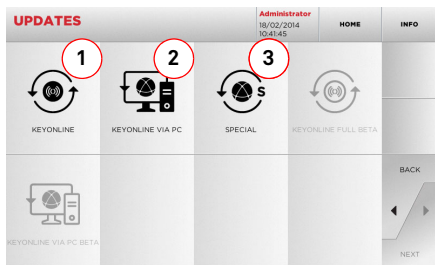 UPDATES
Administrator
18/02/2014
10:41:45
HOME
INFO
1
2
3
S
KEYONLINE
KEYONLINE VIA PC
SPECIAL
KEYONLINE FULL BETA
BACK
KEYONLINE VIA PC BETA
NEXT